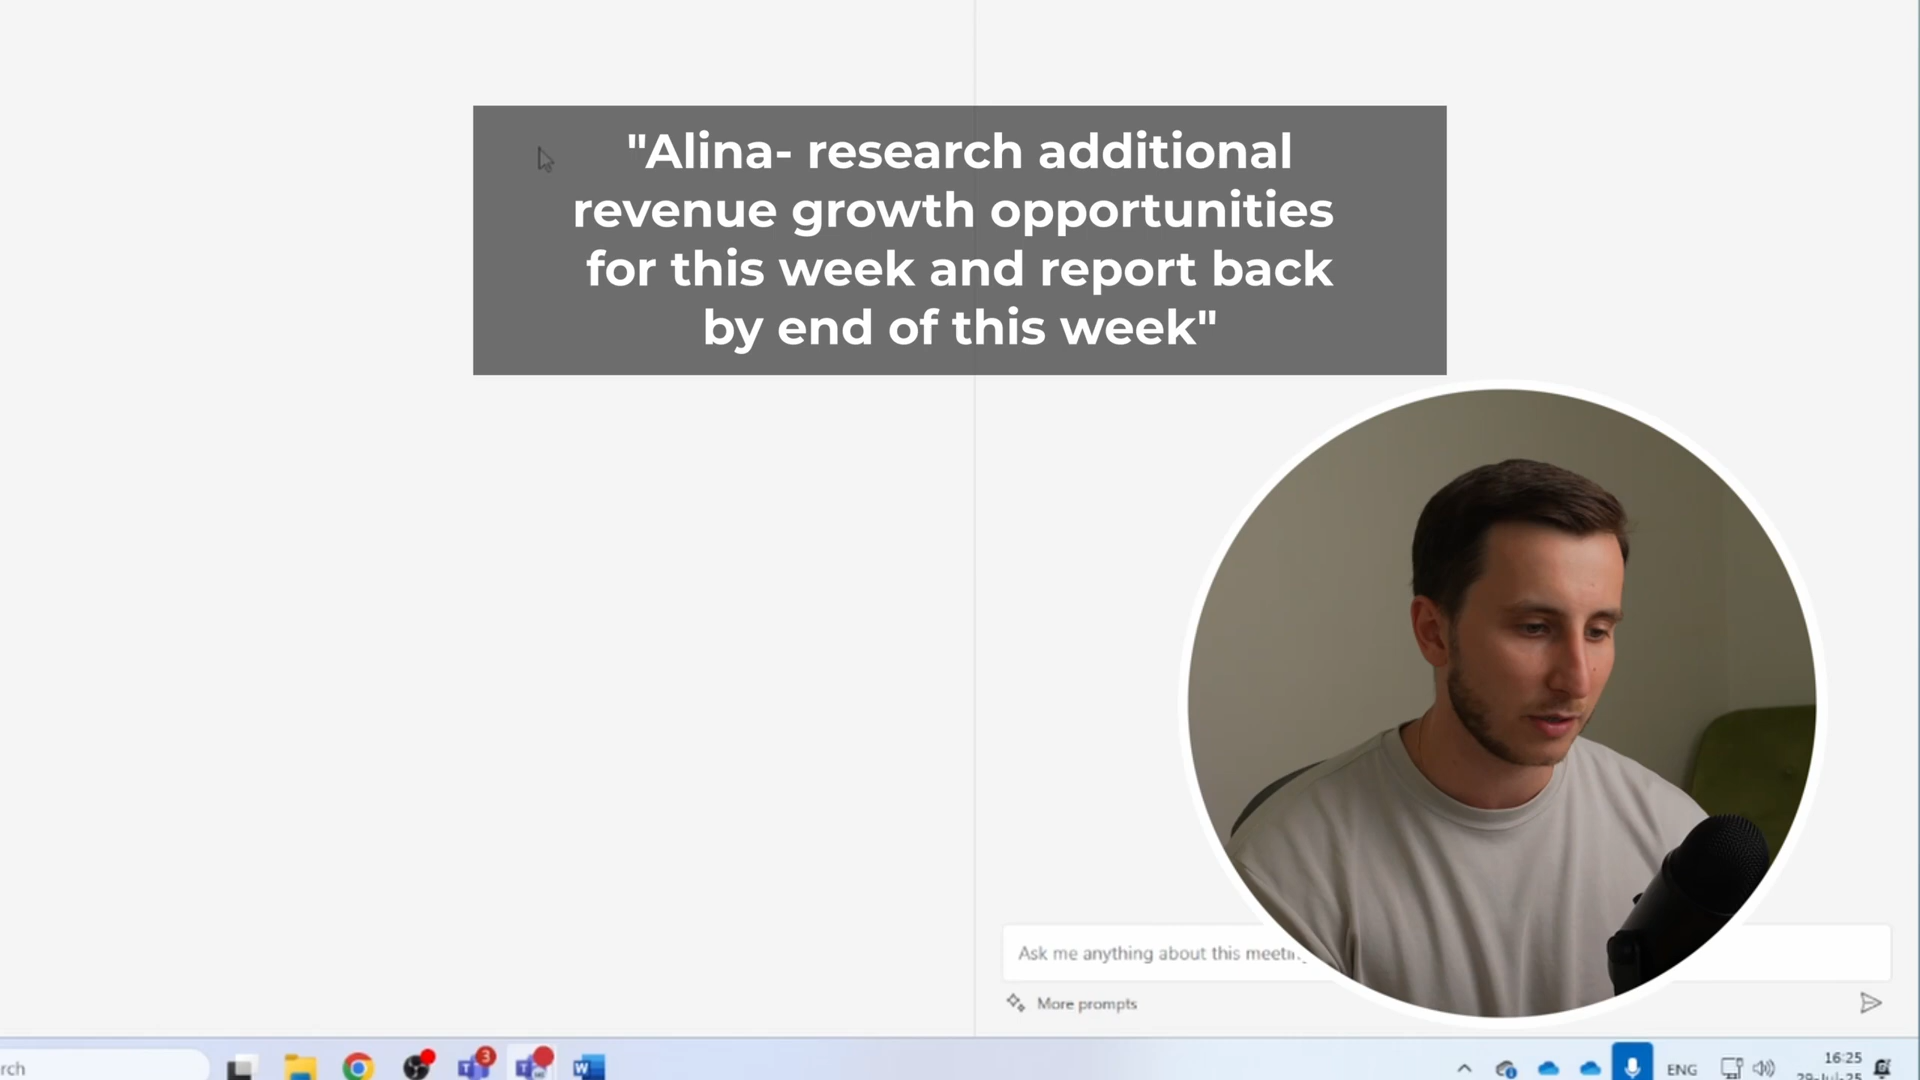 "Alina- research additional
revenue growth opportunities
for this week and report back
by end of this week"
Ask me anything about this
More prompts
3
ENG
16:25